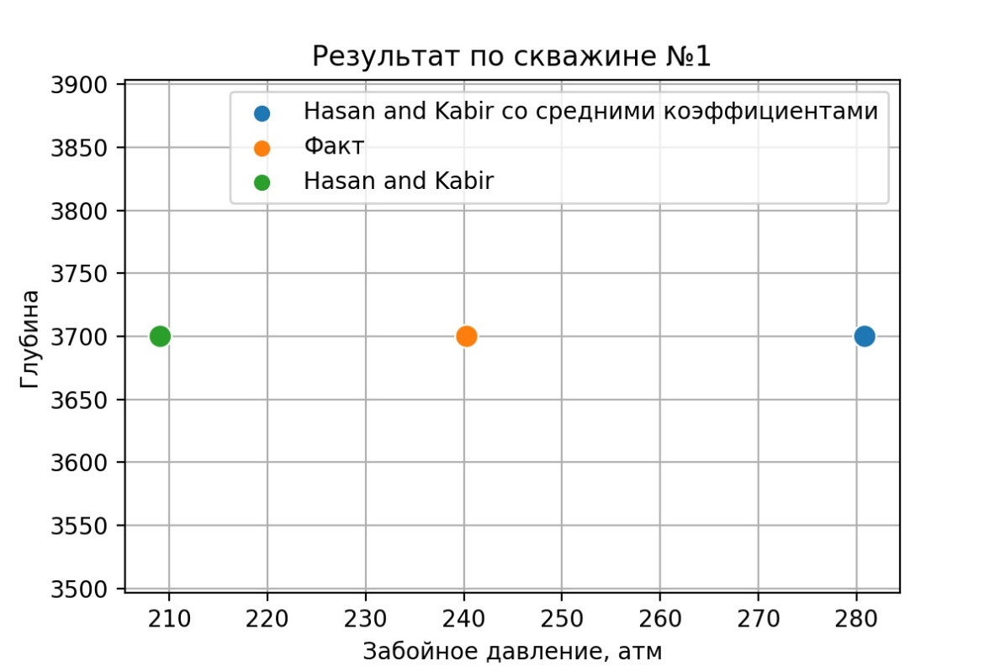 Результат по скважине №1
Hasan and Kabir со средними коэффициентами
Факт
Hasan and Kabir
3900
3850
3800
3750
3700
3650
3600
3550
3500
Глубина
210 220 230 240 250 260 270 280
Забойное давление, атм